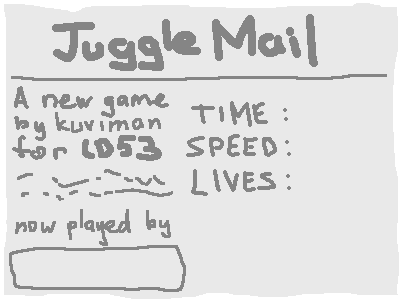 Juggle Mail
A new game
by kuviman
for LD53
now played by
TIME :
SPEED:
LIVES: